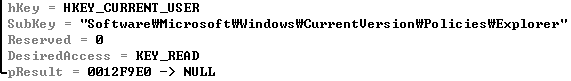 hKey = HKEY_CURRENT_USER
SubKey = "Software₩Microsoft₩Windows₩CurrentVersion₩Policies₩Explorer"
Reserved = 0
DesiredAccess = KEY_READ
pResult = 0012F9E0 -> NULL